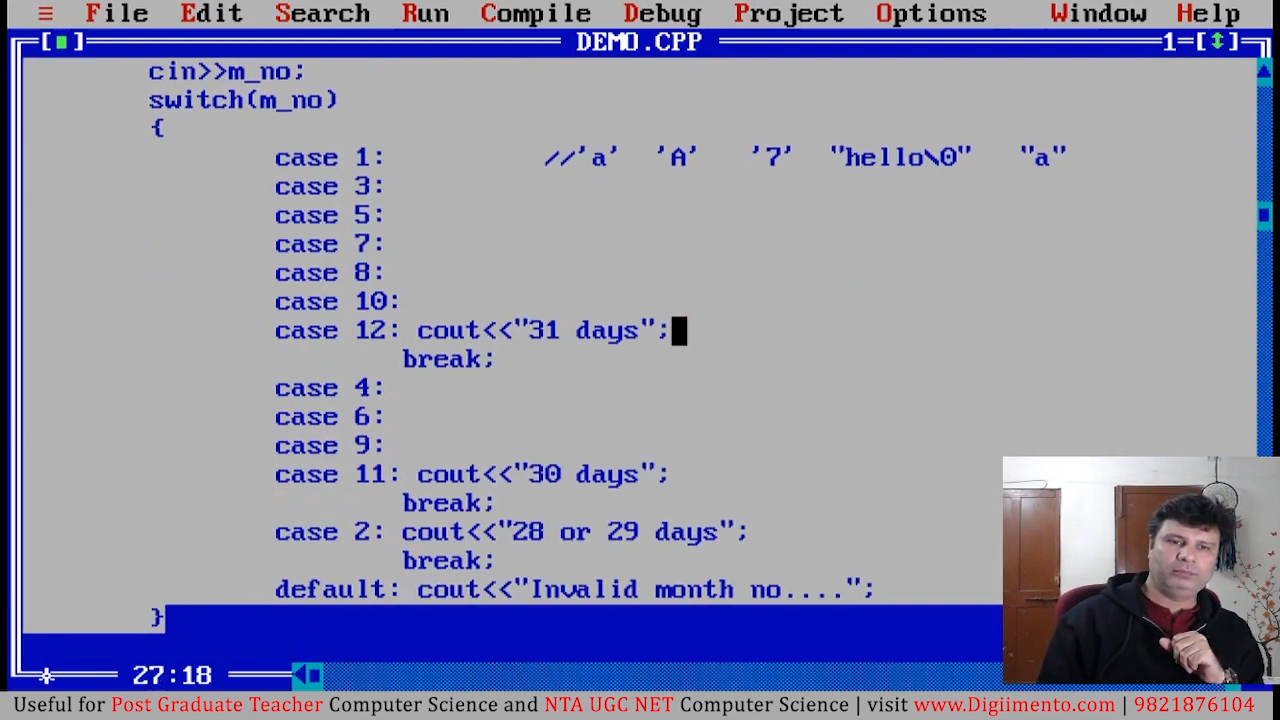 ≡ File Edit Search Run Compile Debug Project Options Window Help
DEMO.CPP 1
cin>>m_no;
switch(m_no)
{
case 1: //'a' 'A' '7' "hello\0" "a"
case 3:
case 5:
case 7:
case 8:
case 10:
case 12: cout<<"31 days";
break;
case 4:
case 6:
case 9:
case 11: cout<<"30 days";
break;
case 2: cout<<"28 or 29 days";
break;
default: cout<<"Invalid month no....";
}
27:18
Useful for Post Graduate Teacher Computer Science and NTA UGC NET Computer Science | visit www.Digiimento.com | 9821876104